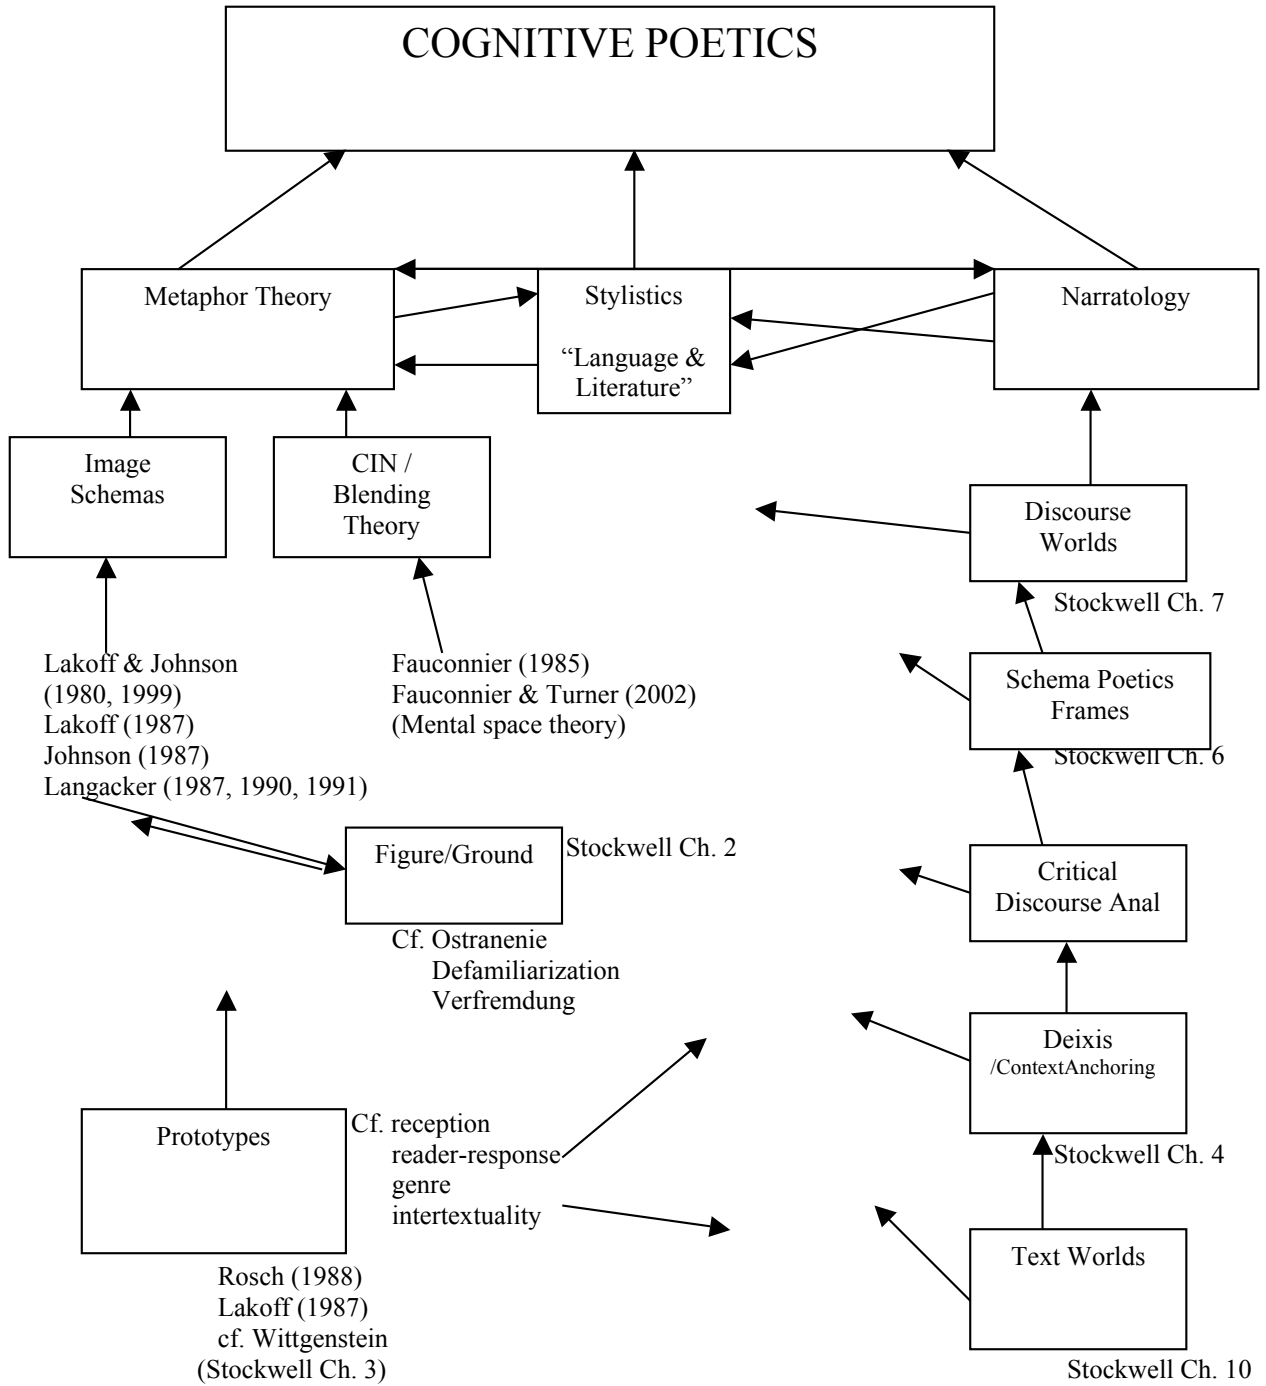 COGNITIVE POETICS
Metaphor Theory
Stylistics
“Language &
Literature”
Narratology
Image
Schemas
CIN /
Blending
Theory
Discourse
Worlds
Stockwell Ch. 7
Lakoff & Johnson
(1980, 1999)
Lakoff (1987)
Johnson (1987)
Langacker (1987, 1990, 1991)
Fauconnier (1985)
Fauconnier & Turner (2002)
(Mental space theory)
Schema Poetics
Frames
Stockwell Ch. 6
Figure/Ground
Stockwell Ch. 2
Cf. Ostranenie
Defamiliarization
Verfremdung
Critical
Discourse Anal
Deixis
/ContextAnchoring
Stockwell Ch. 4
Prototypes
Cf. reception
reader-response
genre
intertextuality
Rosch (1988)
Lakoff (1987)
cf. Wittgenstein
(Stockwell Ch. 3)
Text Worlds
Stockwell Ch. 10